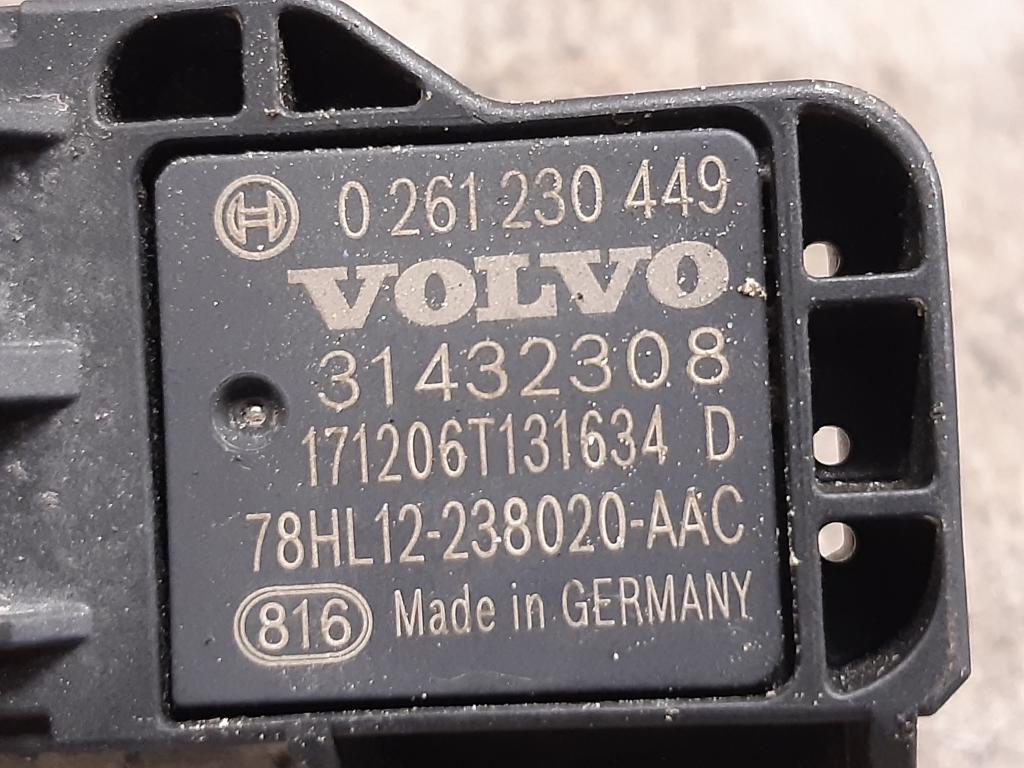 0 261 230 449
VOLVO
31432308
171206T131634 D
78HL12-238020-AAC
816 Made in GERMANY